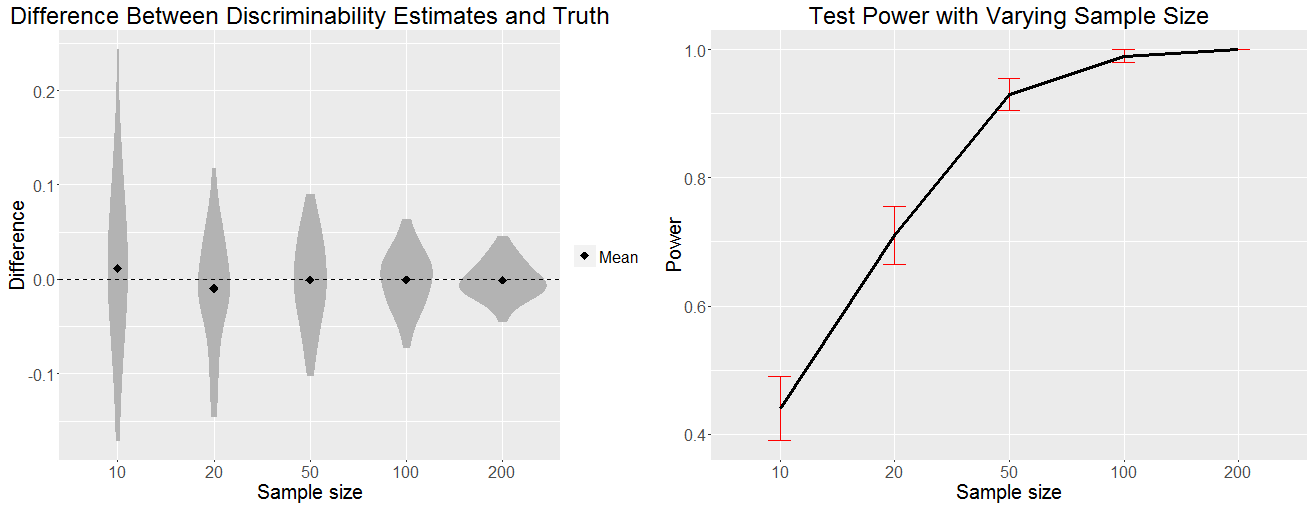 Difference Between Discriminability Estimates and Truth
Difference
0.2
0.1
0.0
-0.1
10 20 50 100 200
Sample size
Mean
Test Power with Varying Sample Size
Power
1.0
0.8
0.6
0.4
10 20 50 100 200
Sample size